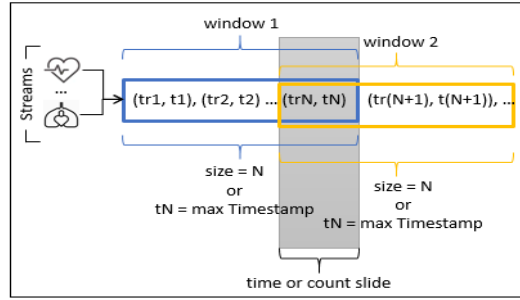 window 1
window 2
Streams
...
(tr1, t1), (tr2, t2) ... (trN, tN)
(tr(N+1), t(N+1)), ...
size = N
or
tN = max Timestamp
size = N
or
tN = max Timestamp
time or count slide